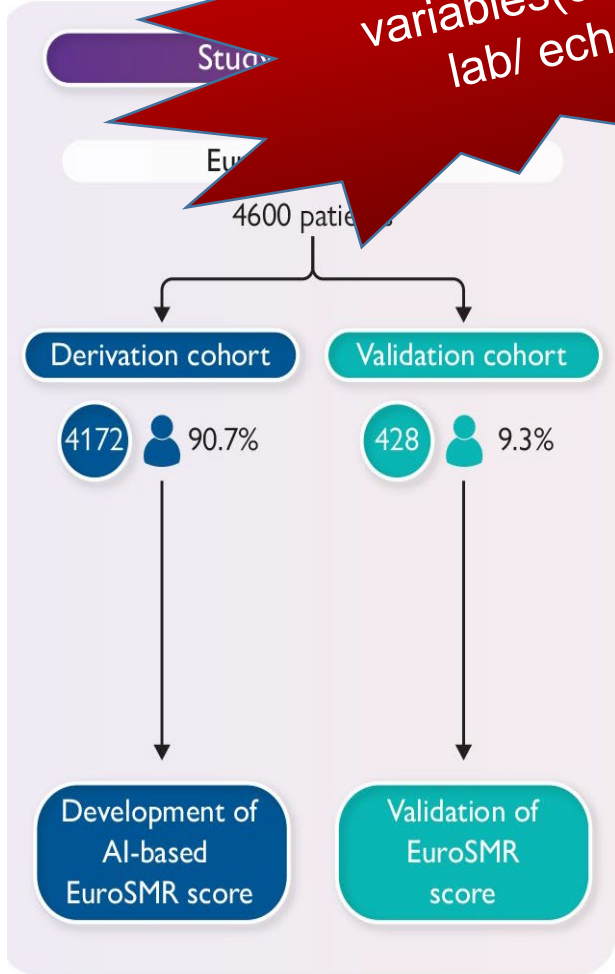 variables(
lab/ ech
4600
Derivation cohort
Validation cohort
4172
90.7%
428
9.3%
Development of
AI-based
EuroSMR score
Validation of
EuroSMR
score